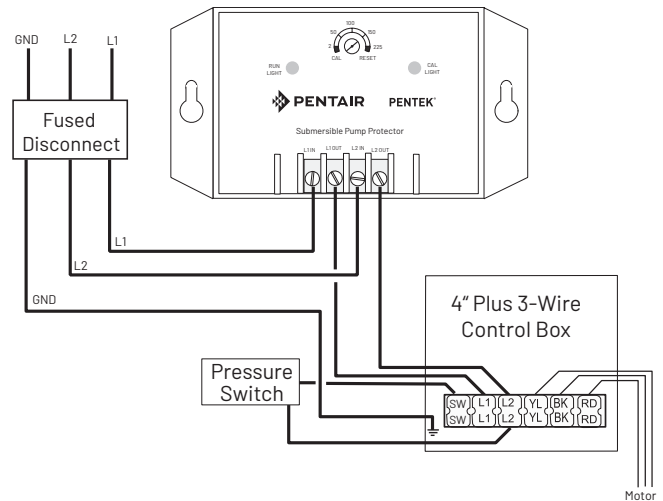 GND L2 L1
Fused
Disconnect
100
50 150
2 225
CAL RESET
RUN
LIGHT
CAL
LIGHT
PENTAIR PENTEK®
Submersible Pump Protector
L1 IN L1 OUT L2 IN L2 OUT
L1
L2
GND
4" Plus 3-Wire
Control Box
Pressure
Switch
SW L1 L2 YL BK RD
SW L1 L2 YL BK RD
Motor